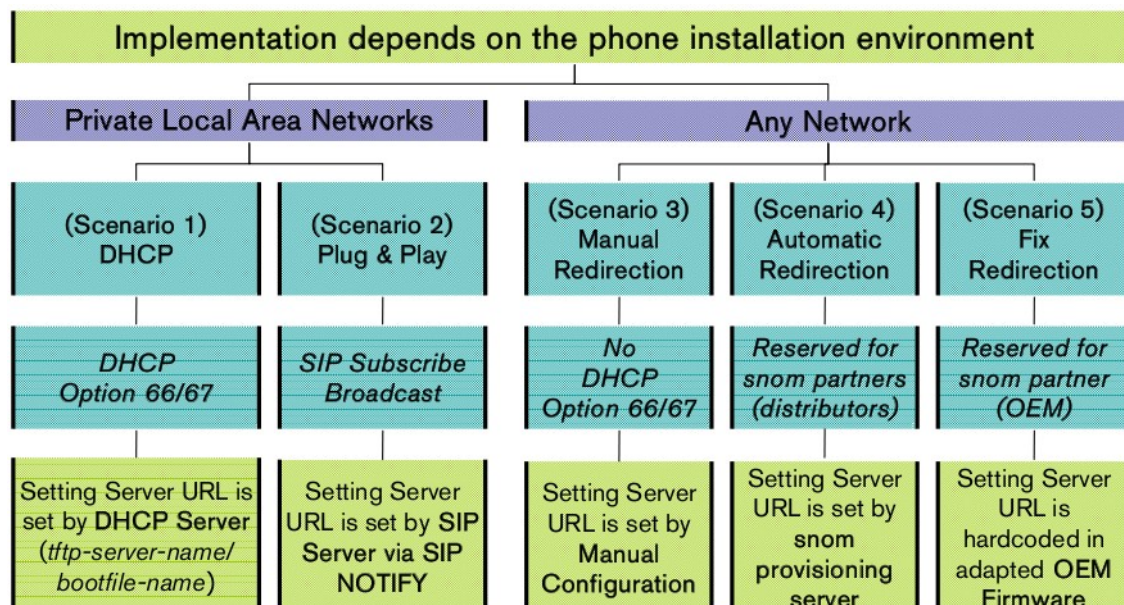 Implementation depends on the phone installation environment
Private Local Area Networks
Any Network
(Scenario 1)
DHCP
(Scenario 2)
Plug & Play
(Scenario 3)
Manual
Redirection
(Scenario 4)
Automatic
Redirection
(Scenario 5)
Fix
Redirection
DHCP
Option 66/67
SIP Subscribe
Broadcast
No
DHCP
Option 66/67
Reserved for
snom partners
(distributors)
Reserved for
snom partner
(OEM)
Setting Server URL is
set by DHCP Server
(tftp-server-name/
bootfile-name)
Setting Server
URL is set by SIP
Server via SIP
NOTIFY
Setting Server
URL is set by
Manual
Configuration
Setting Server
URL is set by
snom
provisioning
server
Setting Server
URL is
hardcoded in
adapted OEM
Firmware